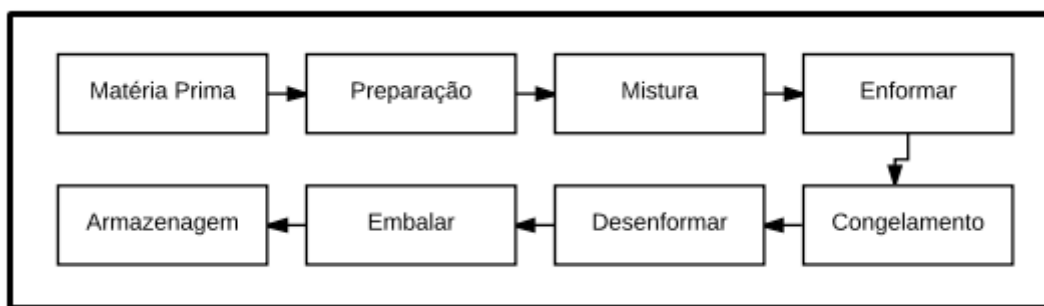 Matéria Prima
Preparação
Mistura
Enformar
Armazenagem
Embalar
Desenformar
Congelamento